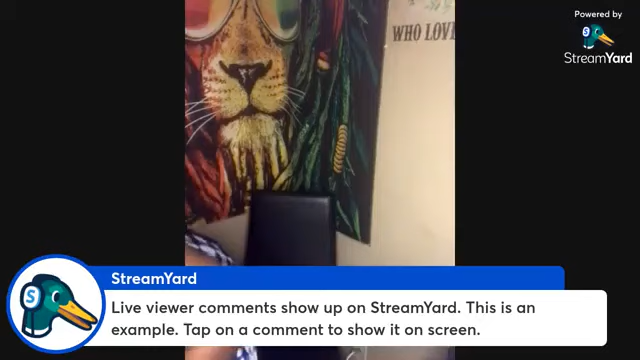 Powered by
StreamYard
WHO LOVE
StreamYard
Live viewer comments show up on StreamYard. This is an
example. Tap on a comment to show it on screen.